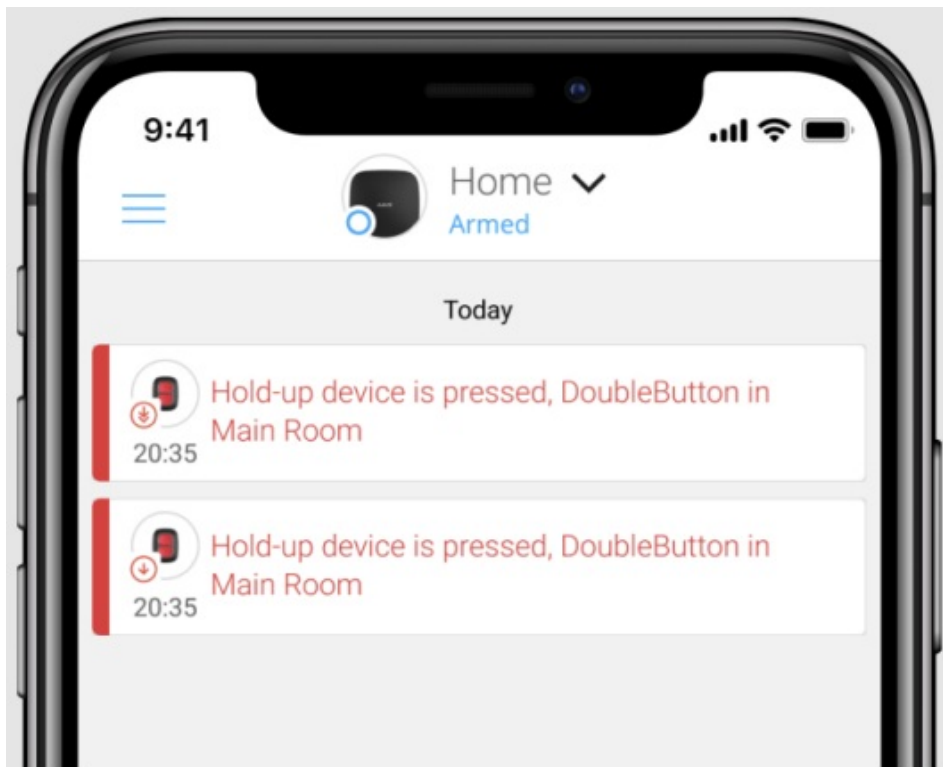 9:41
Home
Armed
Today
Hold-up device is pressed, DoubleButton in
Main Room
20:35
Hold-up device is pressed, DoubleButton in
Main Room
20:35